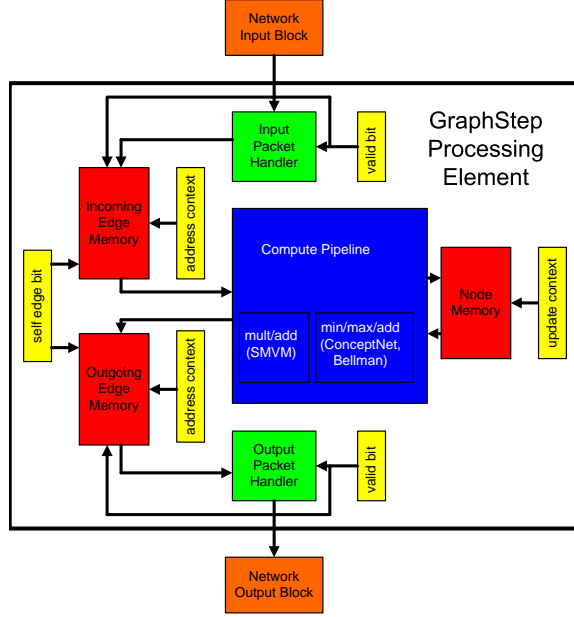 Network
Input Block
GraphStep
Processing
Element
Input
Packet
Handler
valid bit
Incoming
Edge
Memory
address context
Compute Pipeline
self edge bit
Node
Memory
update context
mult/add
(SMVM)
min/max/add
(ConceptNet,
Bellman)
Outgoing
Edge
Memory
address context
Output
Packet
Handler
valid bit
Network
Output Block